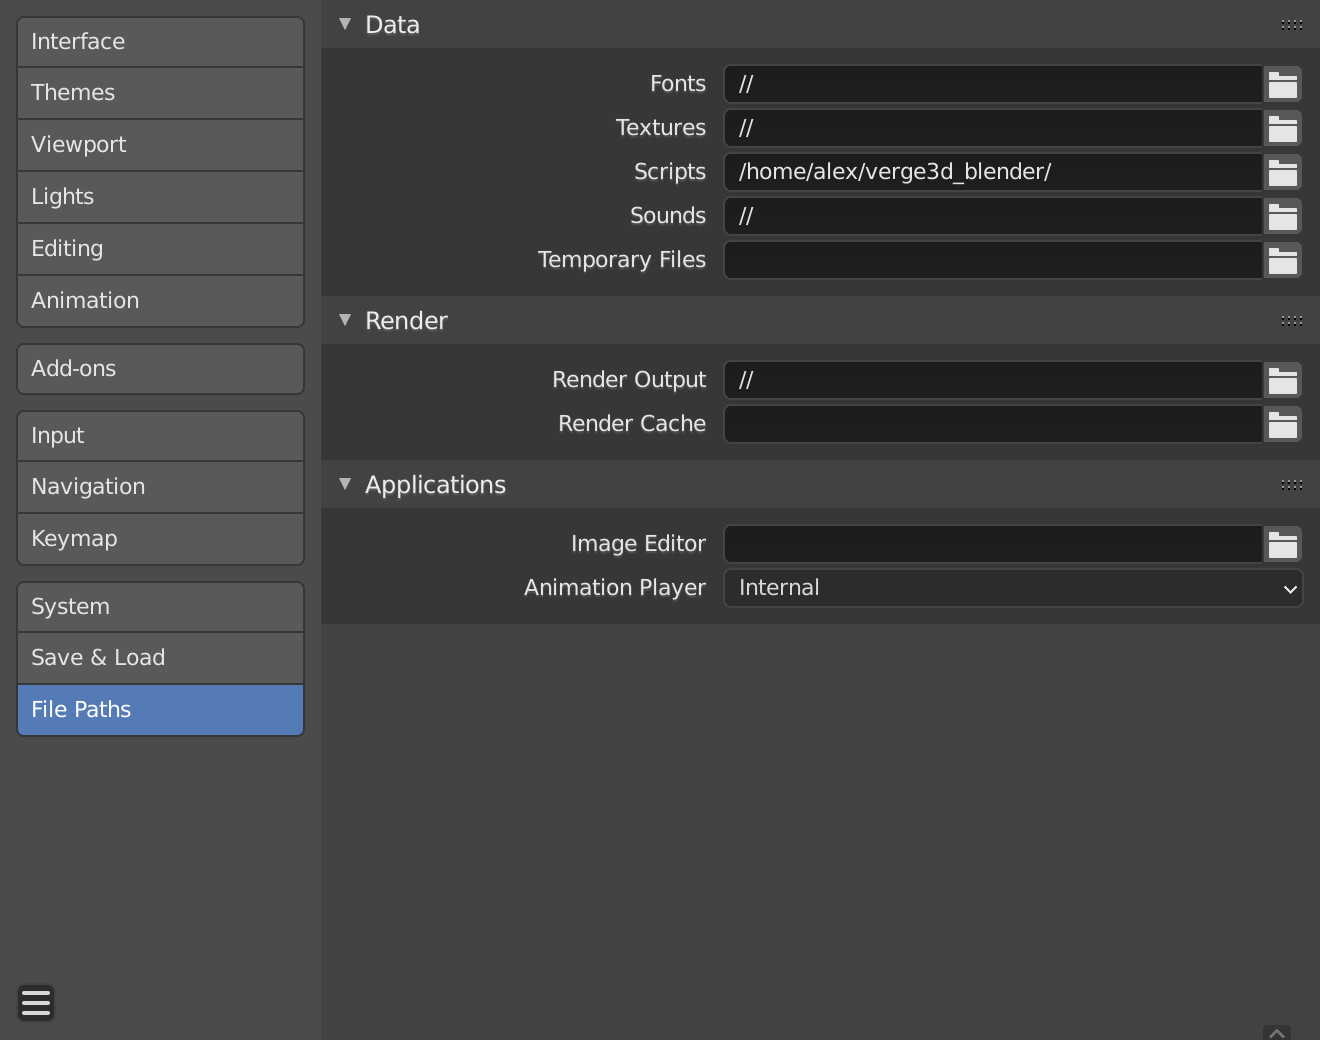 Interface
Themes
Viewport
Lights
Editing
Animation
Add-ons
Input
Navigation
Keymap
System
Save & Load
File Paths
Data
Fonts //
Textures //
Scripts /home/alex/verge3d_blender/
Sounds //
Temporary Files
Render
Render Output //
Render Cache
Applications
Image Editor
Animation Player Internal